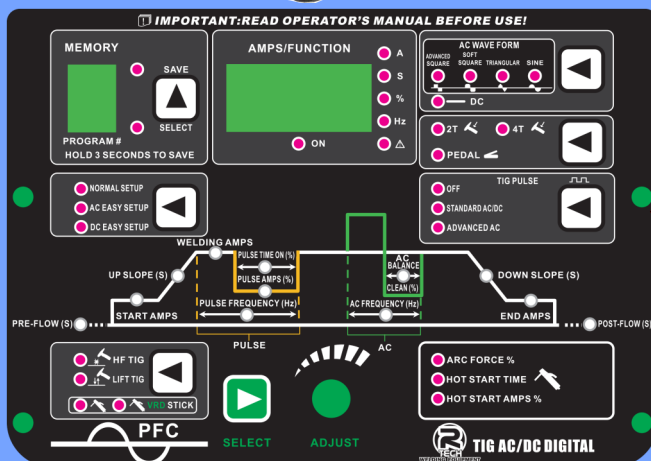 IMPORTANT:READ OPERATOR'S MANUAL BEFORE USE!
MEMORY
SAVE
SELECT
PROGRAM #
HOLD 3 SECONDS TO SAVE
AMPS/FUNCTION
A
S
%
Hz
ON
AC WAVE FORM
ADVANCED SQUARE
SOFT SQUARE
TRIANGULAR
SINE
DC
2T
4T
PEDAL
NORMAL SETUP
AC EASY SETUP
DC EASY SETUP
TIG PULSE
OFF
STANDARD AC/DC
ADVANCED AC
WELDING AMPS
PULSE TIME ON (%)
PULSE AMPS (%)
AC
BALANCE
CLEAN (%)
UP SLOPE (S)
DOWN SLOPE (S)
START AMPS
PULSE FREQUENCY (Hz)
AC FREQUENCY (Hz)
END AMPS
PRE-FLOW (S)
POST-FLOW (S)
PULSE
AC
HF TIG
LIFT TIG
VRD STICK
PFC
SELECT
ADJUST
ARC FORCE %
HOT START TIME
HOT START AMPS %
R
TECH
WELDING EQUIPMENT
TIG AC/DC DIGITAL